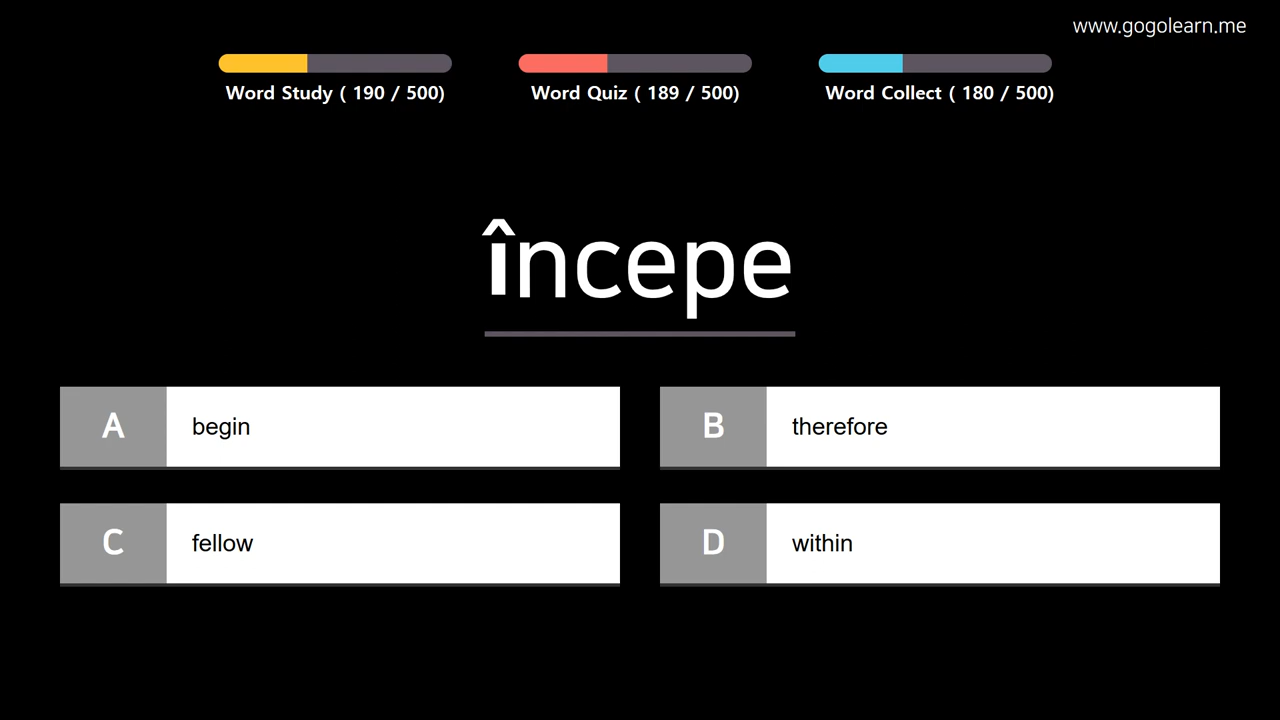 www.gogolearn.me
Word Study ( 190 / 500)
Word Quiz ( 189 / 500)
Word Collect ( 180 / 500)
începe
A begin
B therefore
C fellow
D within